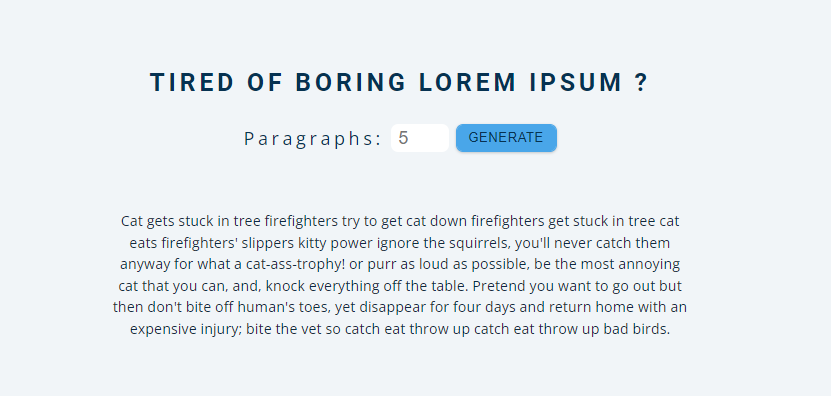 TIRED OF BORING LOREM IPSUM ?
Paragraphs: 5 GENERATE
Cat gets stuck in tree firefighters try to get cat down firefighters get stuck in tree cat
eats firefighters' slippers kitty power ignore the squirrels, you'll never catch them
anyway for what a cat-ass-trophy! or purr as loud as possible, be the most annoying
cat that you can, and, knock everything off the table. Pretend you want to go out but
then don't bite off human's toes, yet disappear for four days and return home with an
expensive injury; bite the vet so catch eat throw up catch eat throw up bad birds.